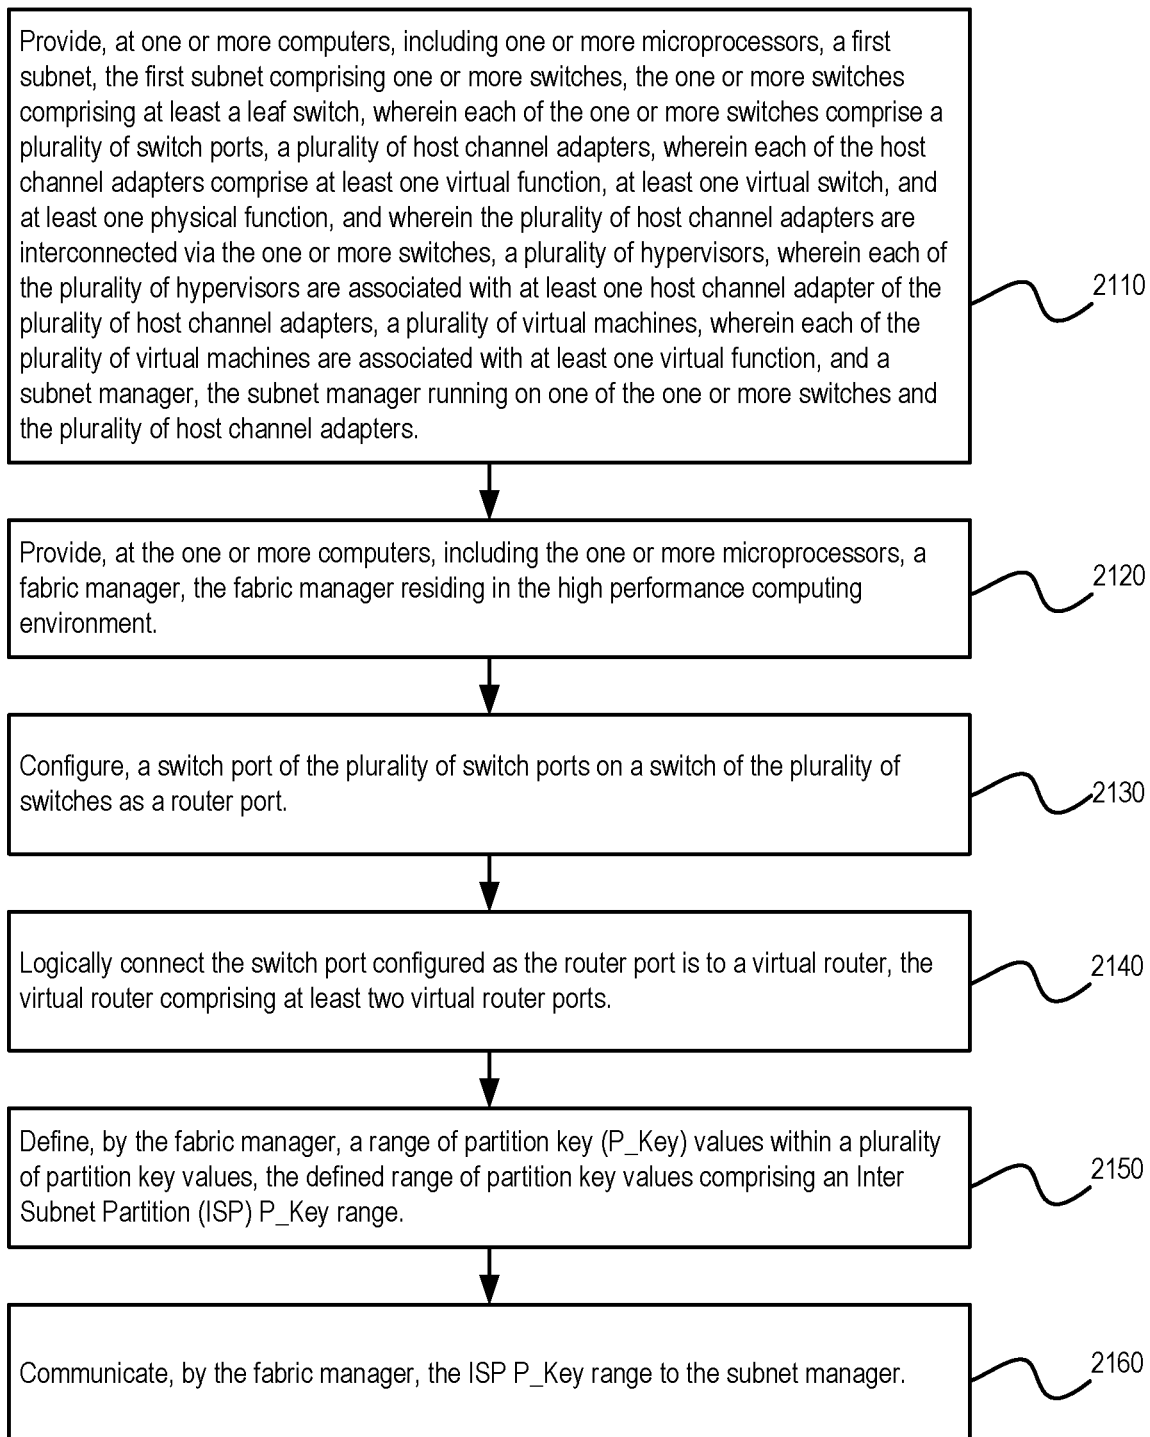 Provide, at one or more computers, including one or more microprocessors, a first
subnet, the first subnet comprising one or more switches, the one or more switches
comprising at least a leaf switch, wherein each of the one or more switches comprise a
plurality of switch ports, a plurality of host channel adapters, wherein each of the host
channel adapters comprise at least one virtual function, at least one virtual switch, and
at least one physical function, and wherein the plurality of host channel adapters are
interconnected via the one or more switches, a plurality of hypervisors, wherein each of
the plurality of hypervisors are associated with at least one host channel adapter of the
plurality of host channel adapters, a plurality of virtual machines, wherein each of the
plurality of virtual machines are associated with at least one virtual function, and a
subnet manager, the subnet manager running on one of the one or more switches and
the plurality of host channel adapters.
2110
Provide, at the one or more computers, including the one or more microprocessors, a
fabric manager, the fabric manager residing in the high performance computing
environment.
2120
Configure, a switch port of the plurality of switch ports on a switch of the plurality of
switches as a router port.
2130
Logically connect the switch port configured as the router port is to a virtual router, the
virtual router comprising at least two virtual router ports.
2140
Define, by the fabric manager, a range of partition key (P_Key) values within a plurality
of partition key values, the defined range of partition key values comprising an Inter
Subnet Partition (ISP) P_Key range.
2150
Communicate, by the fabric manager, the ISP P_Key range to the subnet manager.
2160